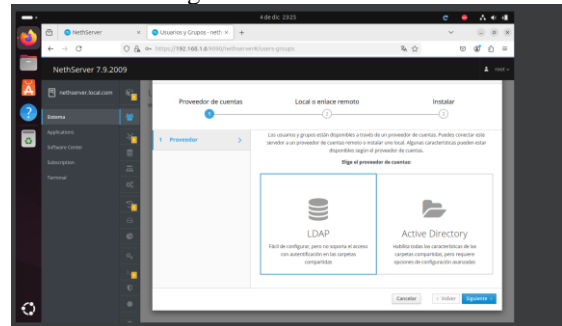 4 de dic 23:25
NethServer
Usuarios y Grupos - neth
https://192.168.1.8:9090/nethserver#/users-groups
NethServer 7.9.2009
root
nethserver.local.com
Sistema
Applications
Software Center
Subscription
Terminal
Proveedor de cuentas
Local o enlace remoto
Instalar
1
2
3
1 Proveedor
Los usuarios y grupos están disponibles a través de un proveedor de cuentas. Puedes conectar este
servidor a un proveedor de cuentas remoto o instalar uno local. Algunas características pueden estar
disponibles según el proveedor de cuentas.
Elige el proveedor de cuentas:
LDAP
Fácil de configurar, pero no soporta el acceso
con autentificación en las carpetas
compartidas
Active Directory
Habilita todas las características de las
carpetas compartidas, pero requiere
opciones de configuración avanzadas
Cancelar
< Volver
Siguiente >